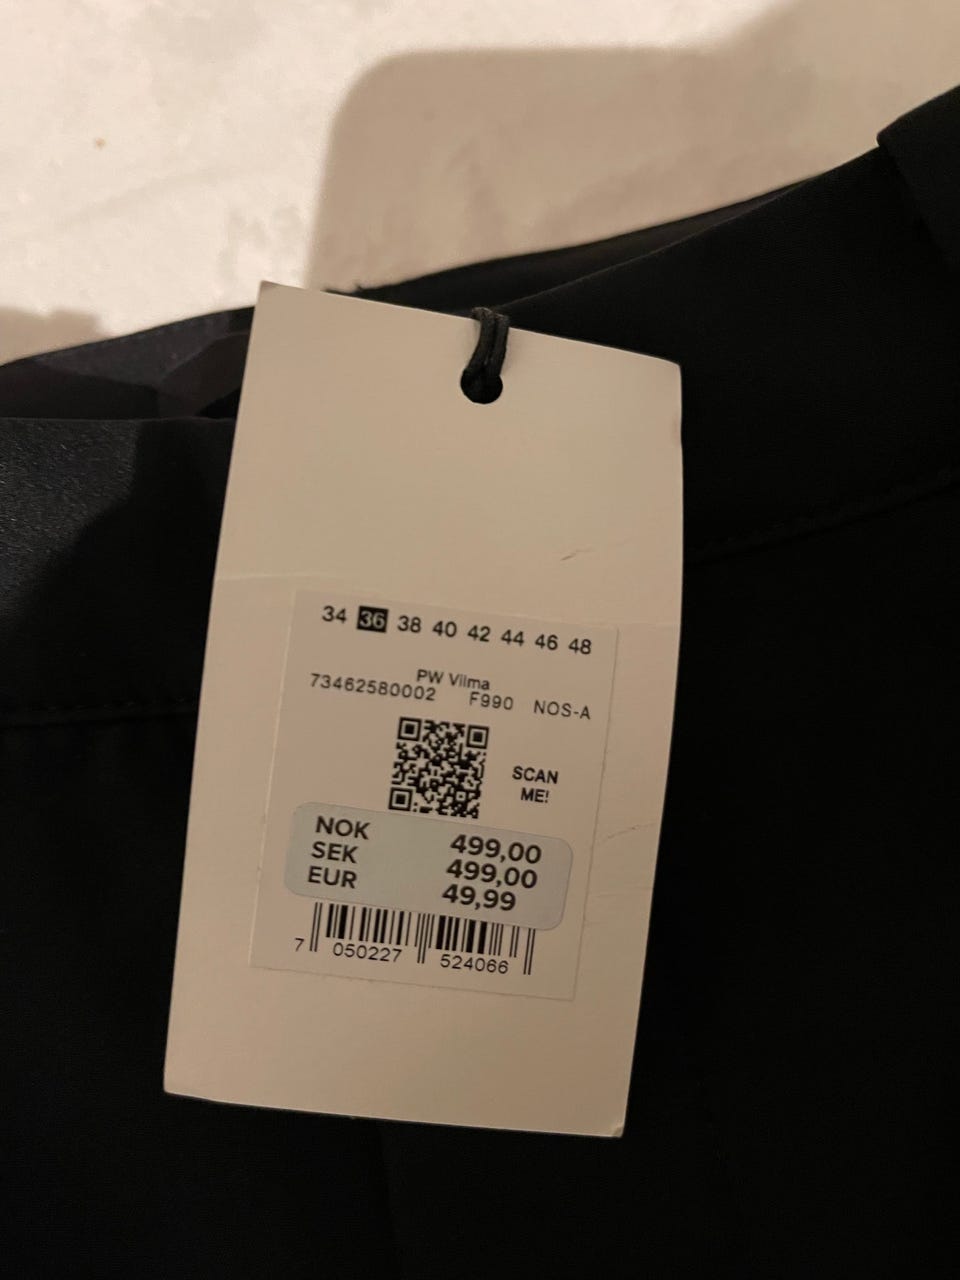 34 36 38 40 42 44 46 48
PW Vilma
73462580002 F990 NOS-A
SCAN
ME!
NOK 499,00
SEK 499,00
EUR 49,99
7 050227 524066